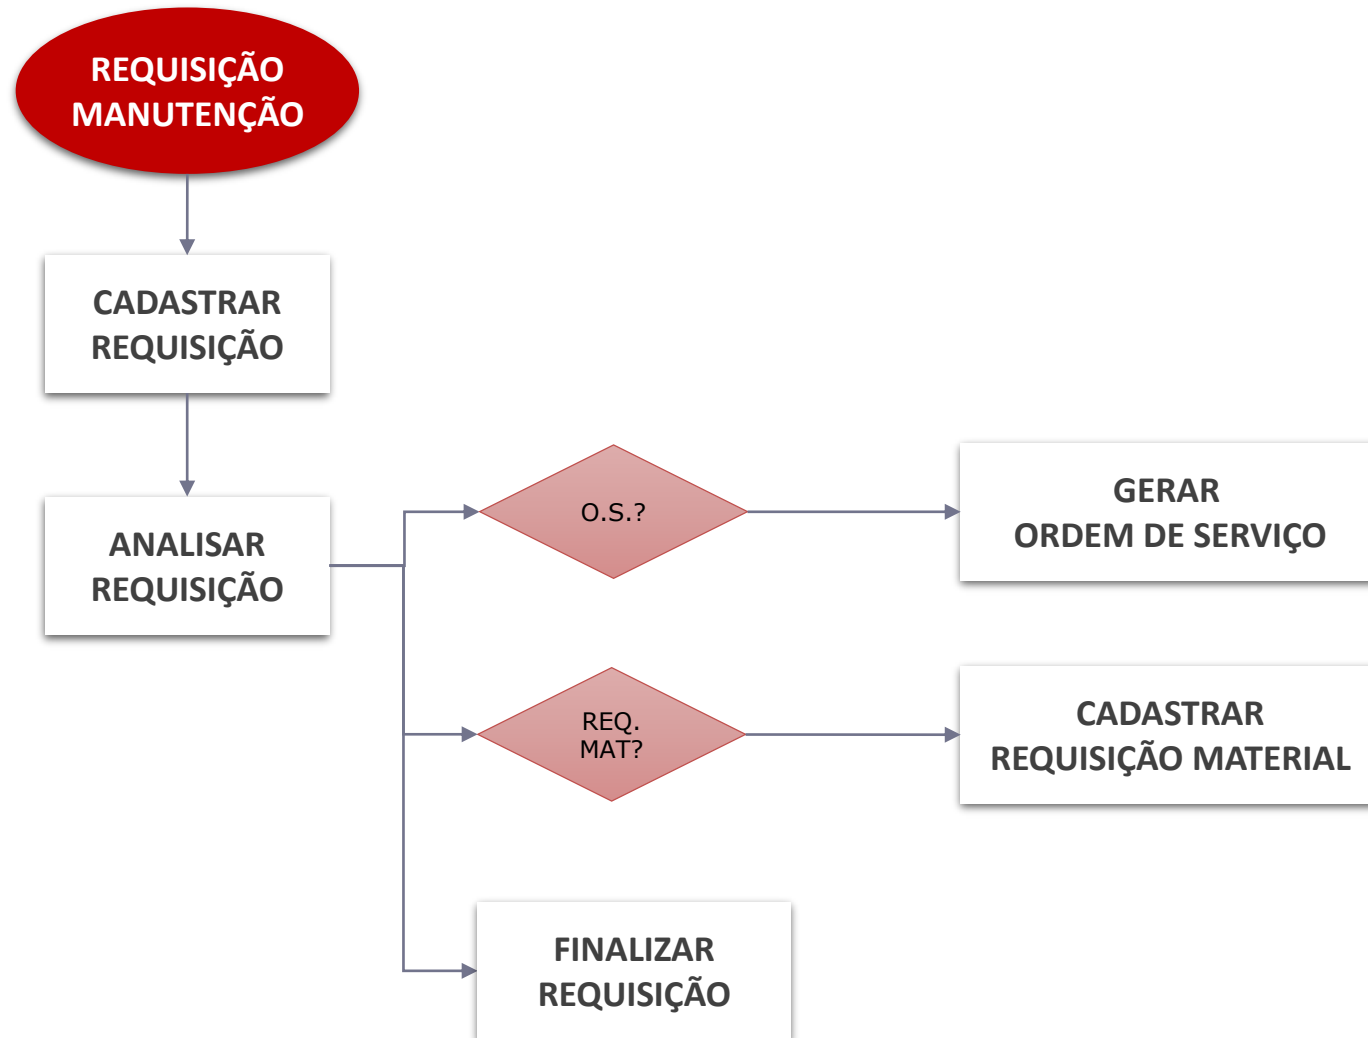 REQUISIÇÃO
MANUTENÇÃO
CADASTRAR
REQUISIÇÃO
ANALISAR
REQUISIÇÃO
O.S.?
GERAR
ORDEM DE SERVIÇO
REQ.
MAT?
CADASTRAR
REQUISIÇÃO MATERIAL
FINALIZAR
REQUISIÇÃO